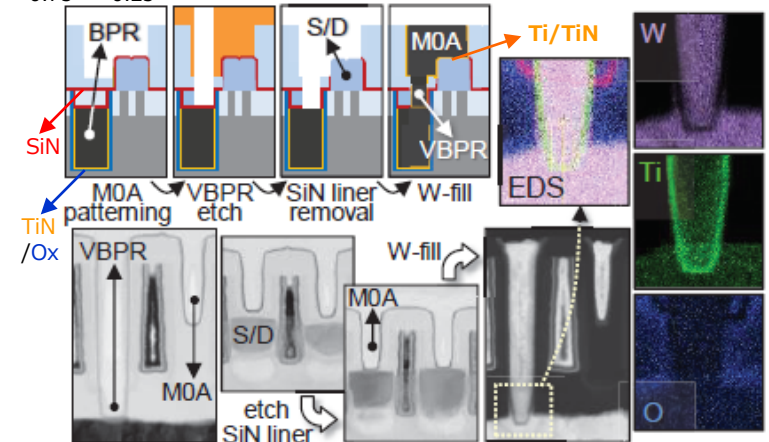 BPR
S/D
M0A
Ti/TiN
W
SiN
VBPR
EDS
Ti
M0A
patterning
VBPR
etch
SiN liner
removal
W-fill
TiN
/Ox
VBPR
M0A
S/D
W-fill
M0A
etch
SiN liner
O